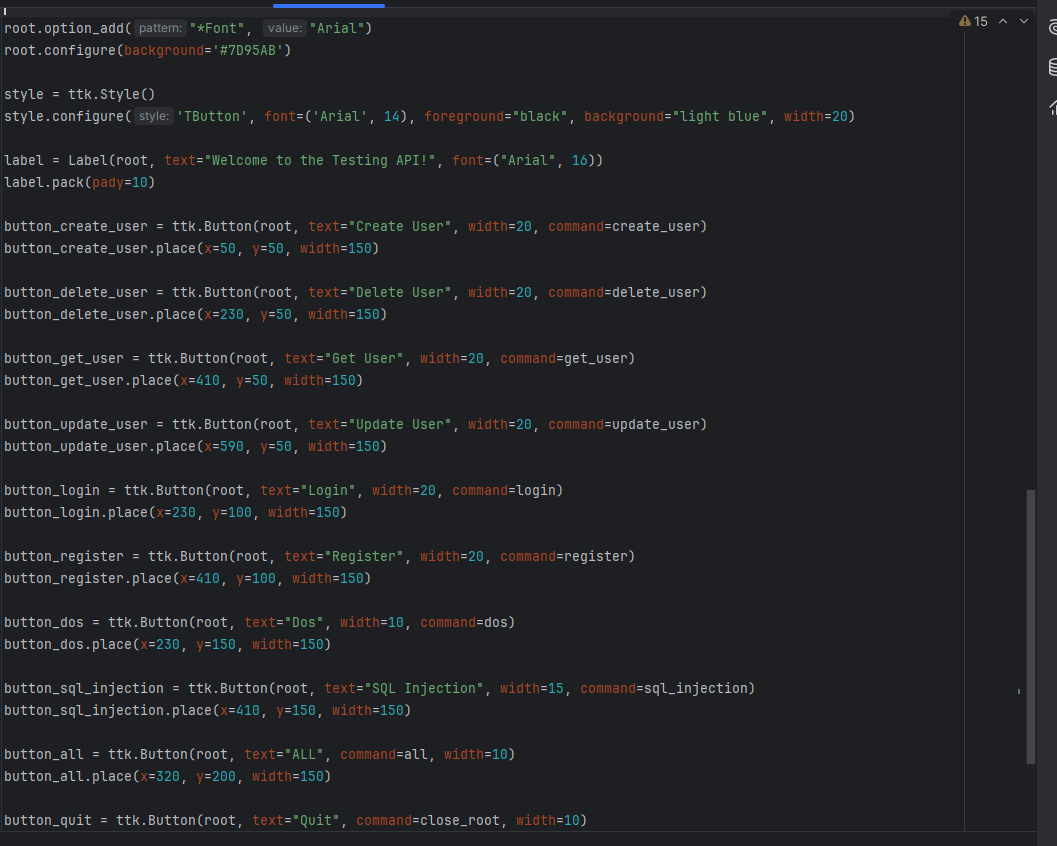 15
root.option_add( pattern: "*Font", value: "Arial")
root.configure(background='#7D95AB')
style = ttk.Style()
style.configure( style: 'TButton', font=('Arial', 14), foreground="black", background="light blue", width=20)
label = Label(root, text="Welcome to the Testing API!", font=("Arial", 16))
label.pack(pady=10)
button_create_user = ttk.Button(root, text="Create User", width=20, command=create_user)
button_create_user.place(x=50, y=50, width=150)
button_delete_user = ttk.Button(root, text="Delete User", width=20, command=delete_user)
button_delete_user.place(x=230, y=50, width=150)
button_get_user = ttk.Button(root, text="Get User", width=20, command=get_user)
button_get_user.place(x=410, y=50, width=150)
button_update_user = ttk.Button(root, text="Update User", width=20, command=update_user)
button_update_user.place(x=590, y=50, width=150)
button_login = ttk.Button(root, text="Login", width=20, command=login)
button_login.place(x=230, y=100, width=150)
button_register = ttk.Button(root, text="Register", width=20, command=register)
button_register.place(x=410, y=100, width=150)
button_dos = ttk.Button(root, text="Dos", width=10, command=dos)
button_dos.place(x=230, y=150, width=150)
button_sql_injection = ttk.Button(root, text="SQL Injection", width=15, command=sql_injection)
button_sql_injection.place(x=410, y=150, width=150)
button_all = ttk.Button(root, text="ALL", command=all, width=10)
button_all.place(x=320, y=200, width=150)
button_quit = ttk.Button(root, text="Quit", command=close_root, width=10)